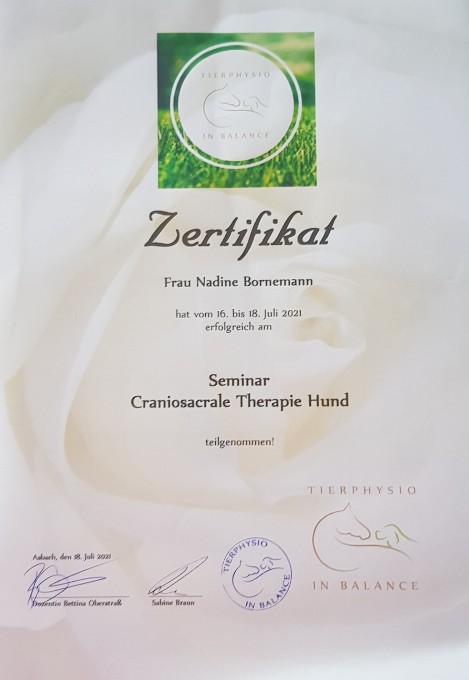 TIERPHYSIO
IN BALANCE
Zertifikat
Frau Nadine Bornemann
hat vom 16. bis 18. Juli 2021
erfolgreich am
Seminar
Craniosacrale Therapie Hund
teilgenommen!
TIERPHYSIO
IN BALANCE
Asbach, den 18. Juli 2021
Dozentin Bettina Oberstraß
Sabine Braun
TIERPHYSIO
IN BALANCE